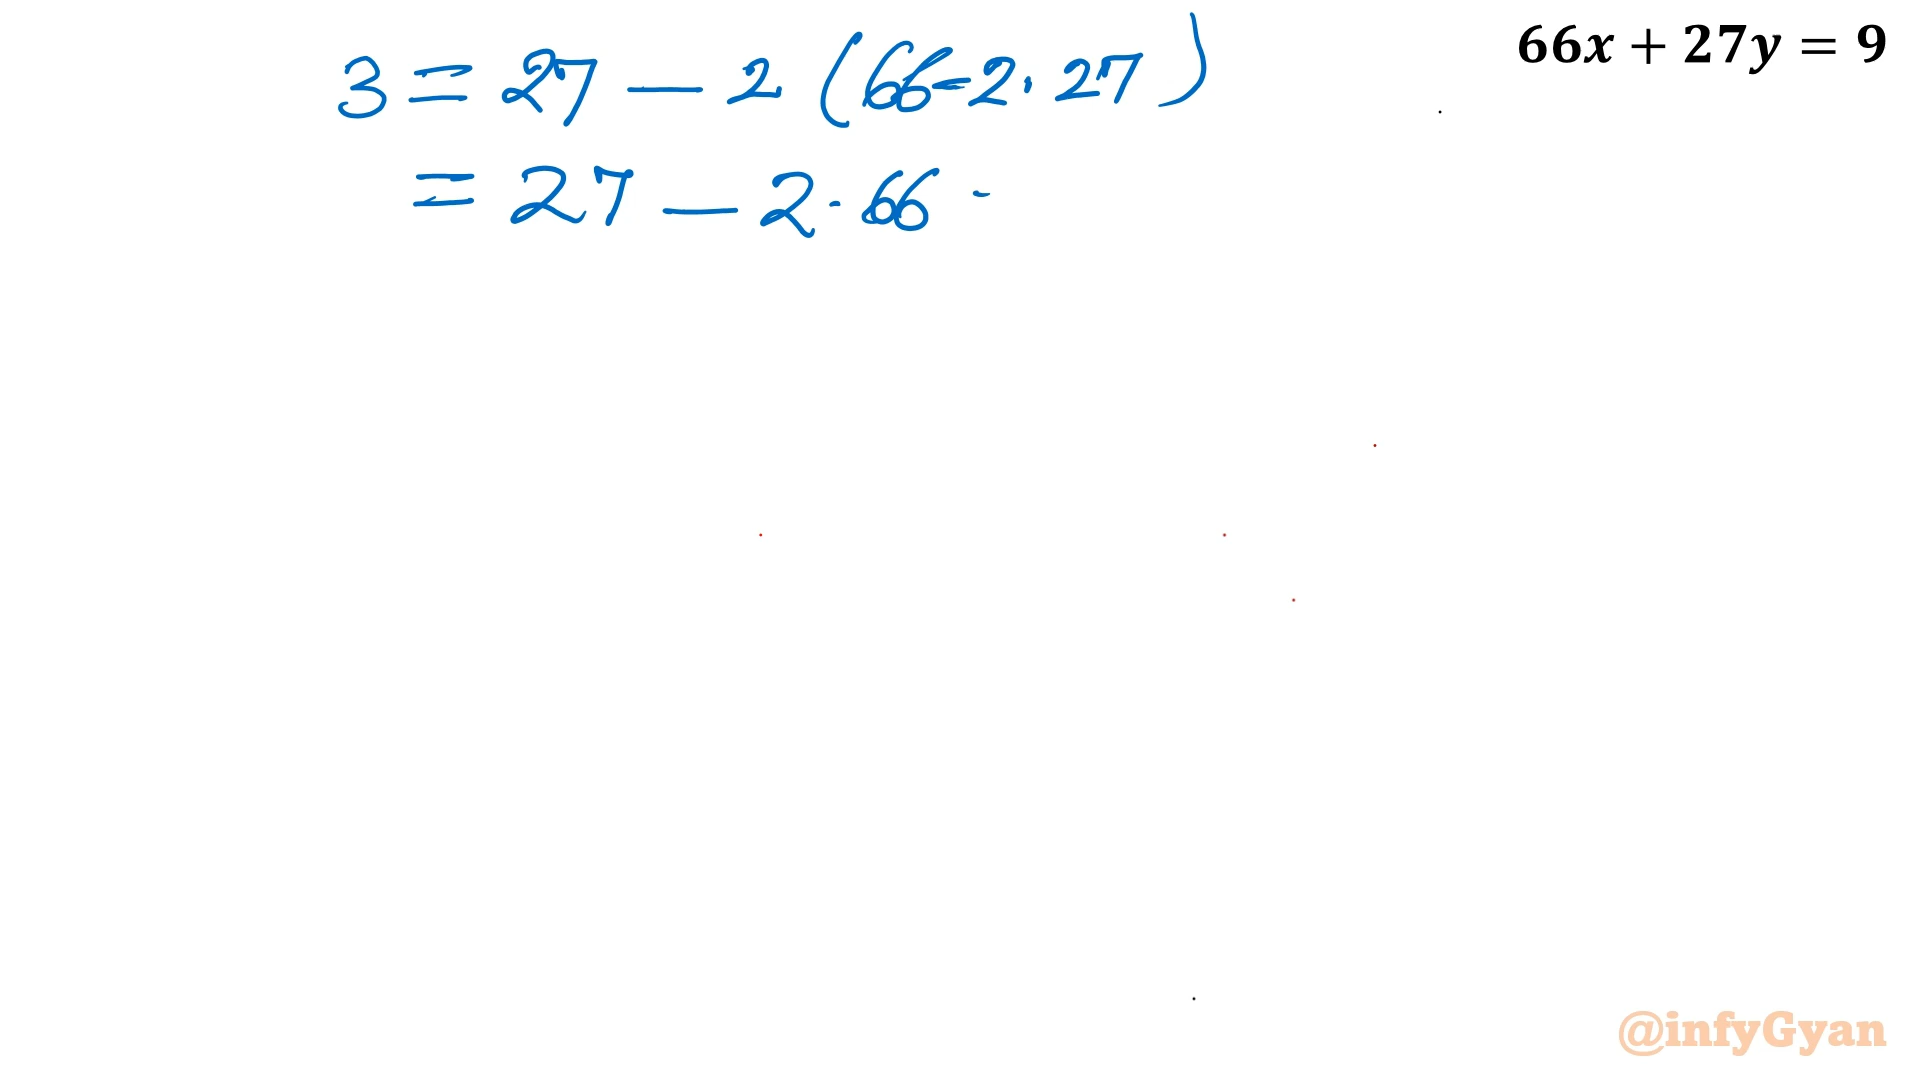 66x + 27y = 9
3 = 27 — 2 (66 - 2 · 27)
= 27 — 2 · 66 -
@infyGyan